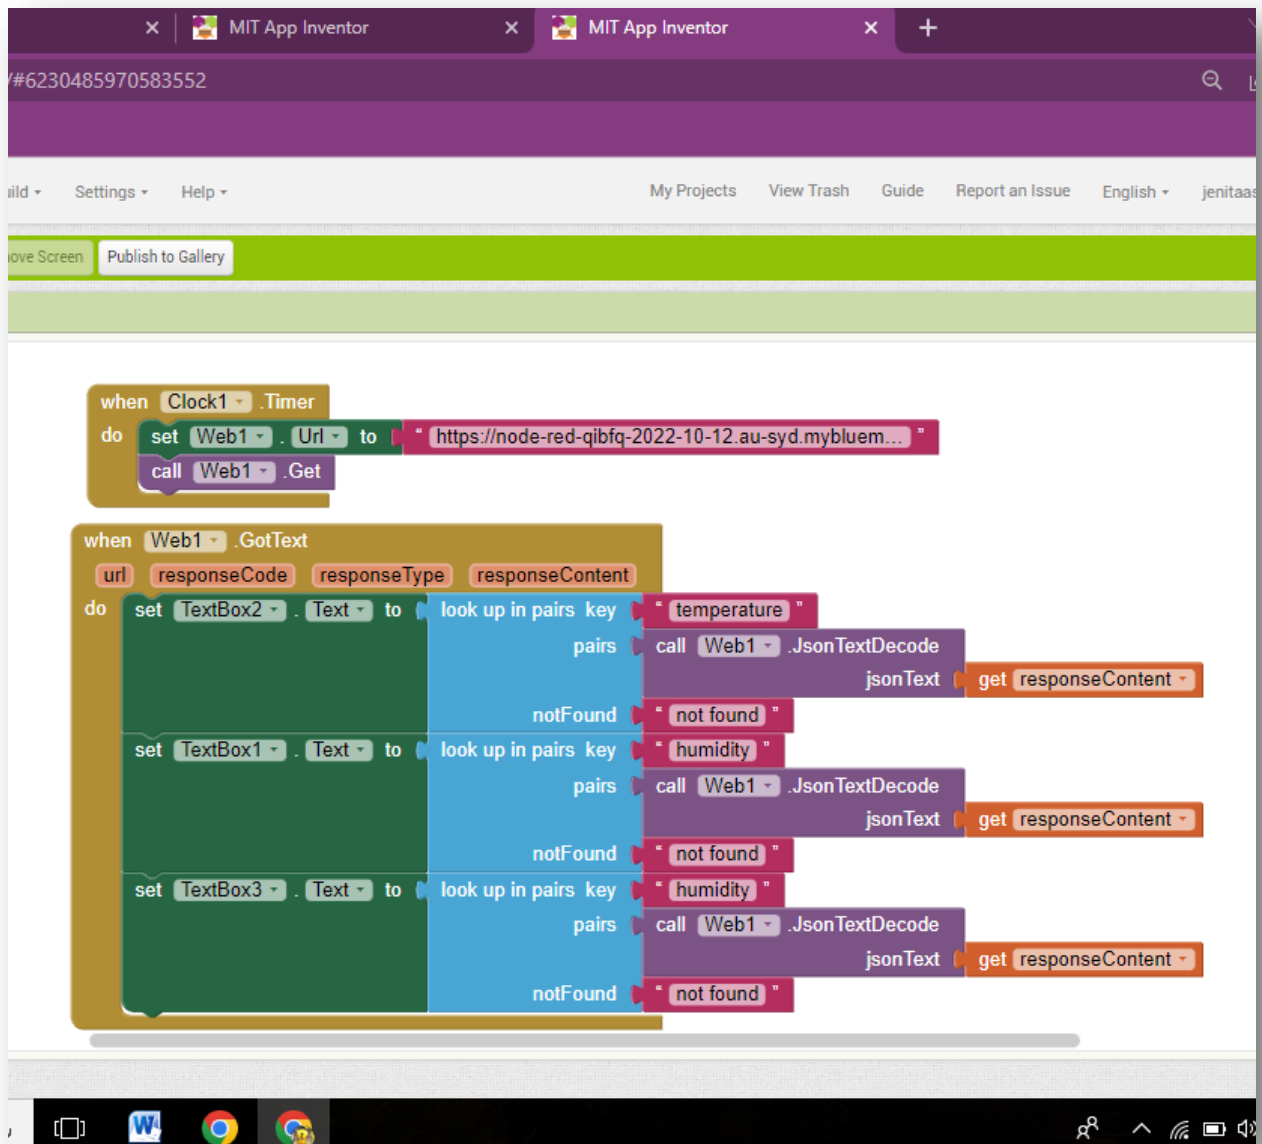 MIT App Inventor MIT App Inventor
/#6230485970583552
Settings Help My Projects View Trash Guide Report an Issue English
Screen Publish to Gallery
when Clock1 .Timer
do set Web1 . Url to " https://node-red-qibfq-2022-10-12.au-syd.mybluem... "
call Web1 .Get
when Web1 .GotText
url responseCode responseType responseContent
do set TextBox2 . Text to look up in pairs key " temperature "
pairs call Web1 .JsonTextDecode
jsonText get responseContent
notFound " not found "
set TextBox1 . Text to look up in pairs key " humidity "
pairs call Web1 .JsonTextDecode
jsonText get responseContent
notFound " not found "
set TextBox3 . Text to look up in pairs key " humidity "
pairs call Web1 .JsonTextDecode
jsonText get responseContent
notFound " not found "